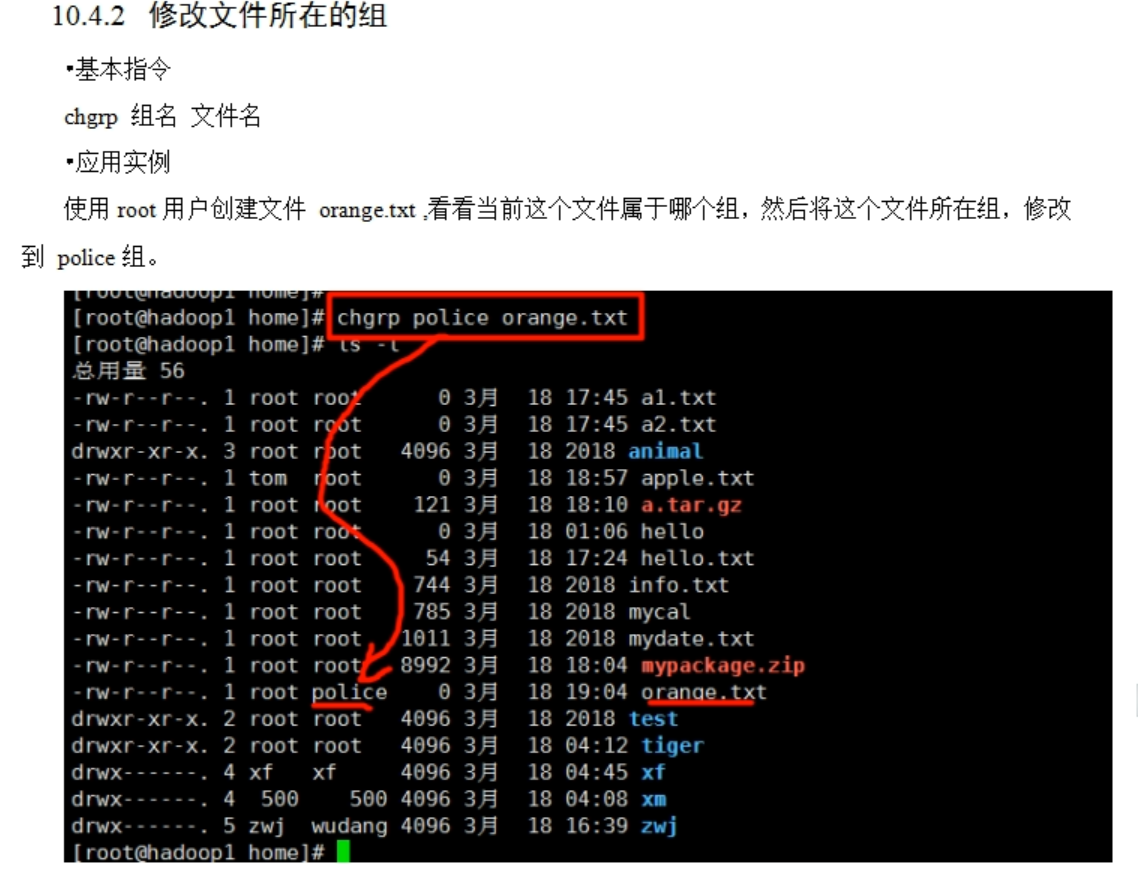 10.4.2 修改文件所在的组
•基本指令
chgrp 组名 文件名
•应用实例
使用 root 用户创建文件 orange.txt ,看看当前这个文件属于哪个组，然后将这个文件所在组，修改
到 police 组。
[root@hadoop1 home]#
[root@hadoop1 home]# chgrp police orange.txt
[root@hadoop1 home]# ls -l
总用量 56
-rw-r--r--. 1 root root 0 3月 18 17:45 a1.txt
-rw-r--r--. 1 root root 0 3月 18 17:45 a2.txt
drwxr-xr-x. 3 root root 4096 3月 18 2018 animal
-rw-r--r--. 1 tom root 0 3月 18 18:57 apple.txt
-rw-r--r--. 1 root root 121 3月 18 18:10 a.tar.gz
-rw-r--r--. 1 root root 0 3月 18 01:06 hello
-rw-r--r--. 1 root root 54 3月 18 17:24 hello.txt
-rw-r--r--. 1 root root 744 3月 18 2018 info.txt
-rw-r--r--. 1 root root 785 3月 18 2018 mycal
-rw-r--r--. 1 root root 1011 3月 18 2018 mydate.txt
-rw-r--r--. 1 root root 8992 3月 18 18:04 mypackage.zip
-rw-r--r--. 1 root police 0 3月 18 19:04 orange.txt
drwxr-xr-x. 2 root root 4096 3月 18 2018 test
drwxr-xr-x. 2 root root 4096 3月 18 04:12 tiger
drwx------. 4 xf xf 4096 3月 18 04:45 xf
drwx------. 4 500 500 4096 3月 18 04:08 xm
drwx------. 5 zwj wudang 4096 3月 18 16:39 zwj
[root@hadoop1 home]#